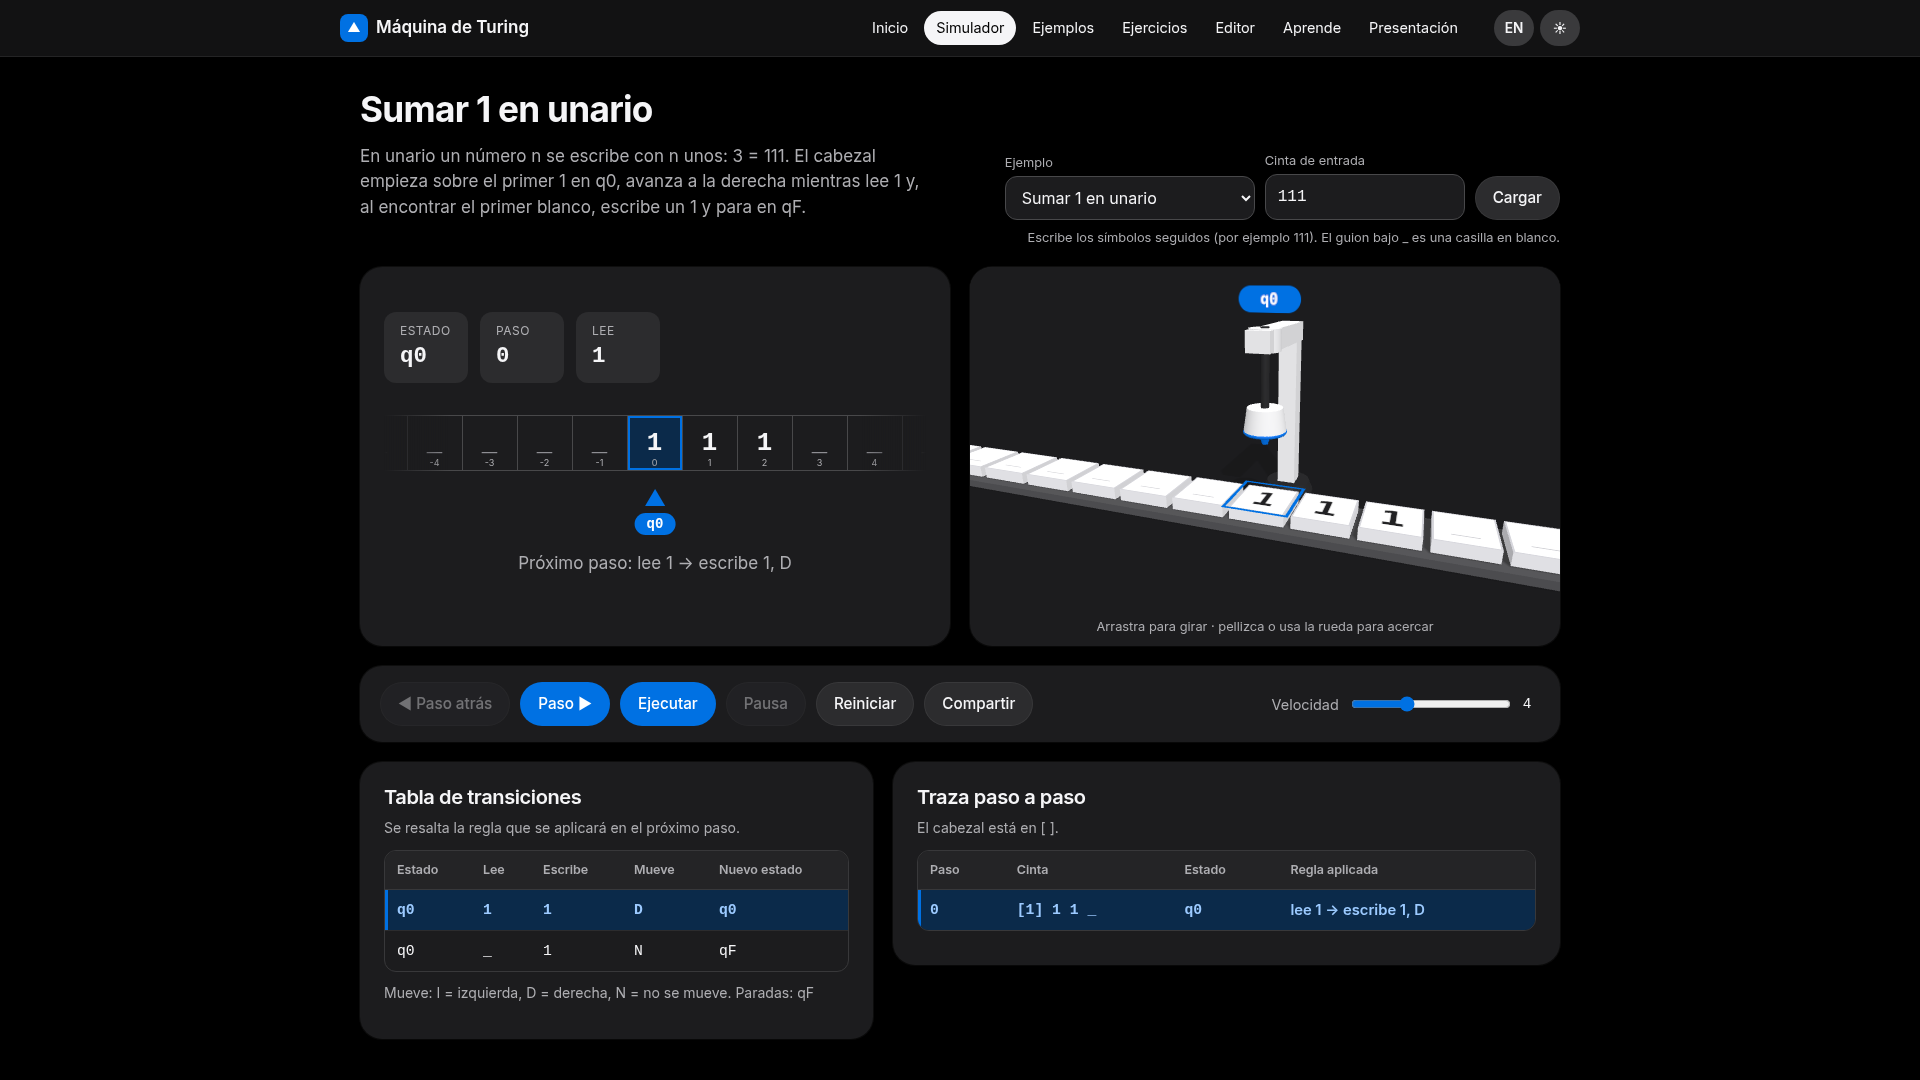 Máquina de Turing
Inicio Simulador Ejemplos Ejercicios Editor Aprende Presentación EN
Sumar 1 en unario
En unario un número n se escribe con n unos: 3 = 111. El cabezal
empieza sobre el primer 1 en q0, avanza a la derecha mientras lee 1 y,
al encontrar el primer blanco, escribe un 1 y para en qF.
Ejemplo
Sumar 1 en unario
Cinta de entrada
111
Cargar
Escribe los símbolos seguidos (por ejemplo 111). El guion bajo _ es una casilla en blanco.
ESTADO PASO LEE
q0 0 1
_ _ _ _ 1 1 1 _ _
-4 -3 -2 -1 0 1 2 3 4
q0
Próximo paso: lee 1 → escribe 1, D
q0
1 1 1
Arrastra para girar · pellizca o usa la rueda para acercar
◀ Paso atrás Paso ▶ Ejecutar Pausa Reiniciar Compartir Velocidad 4
Tabla de transiciones
Se resalta la regla que se aplicará en el próximo paso.
Estado Lee Escribe Mueve Nuevo estado
q0 1 1 D q0
q0 _ 1 N qF
Mueve: I = izquierda, D = derecha, N = no se mueve. Paradas: qF
Traza paso a paso
El cabezal está en [ ].
Paso Cinta Estado Regla aplicada
0 [1] 1 1 _ q0 lee 1 → escribe 1, D